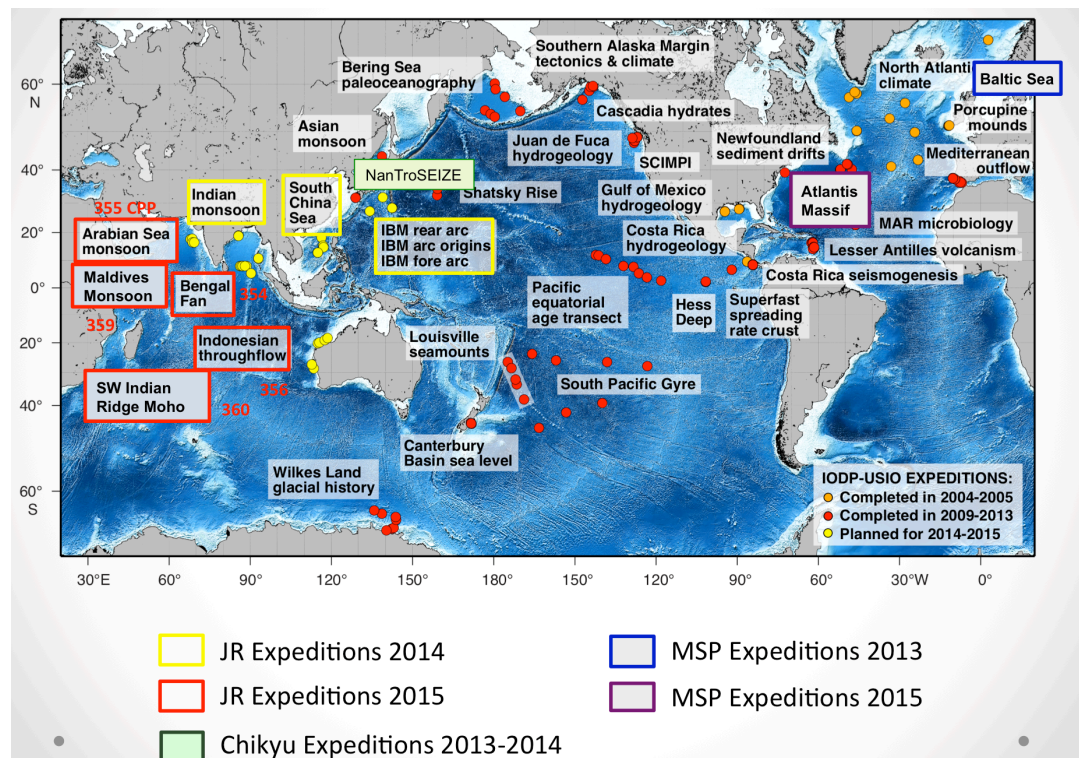 Southern Alaska Margin
tectonics & climate
Bering Sea
paleoceanography
North Atlantic
climate
Baltic Sea
60°
N
Cascadia hydrates
Porcupine
mounds
Asian
monsoon
Juan de Fuca
hydrogeology
Newfoundland
sediment drifts
SCIMPI
Mediterranean
outflow
40°
NanTroSEIZE
Shatsky Rise
Indian
monsoon
South
China
Sea
Gulf of Mexico
hydrogeology
Atlantis
Massif
355 CPP
MAR microbiology
20°
Arabian Sea
monsoon
IBM rear arc
IBM arc origins
IBM fore arc
Costa Rica
hydrogeology
Lesser Antilles volcanism
Maldives
Monsoon
Bengal
Fan
354
Costa Rica seismogenesis
0°
Pacific
equatorial
age transect
Hess
Deep
Superfast
spreading
rate crust
359
Indonesian
throughflow
Louisville
seamounts
20°
SW Indian
Ridge Moho
356
360
South Pacific Gyre
40°
Canterbury
Basin sea level
Wilkes Land
glacial history
IODP-USIO EXPEDITIONS:
Completed in 2004-2005
Completed in 2009-2013
Planned for 2014-2015
60°
S
30°E 60° 90° 120° 150° 180° 150° 120° 90° 60° 30°W 0°
JR Expeditions 2014
MSP Expeditions 2013
JR Expeditions 2015
MSP Expeditions 2015
Chikyu Expeditions 2013-2014